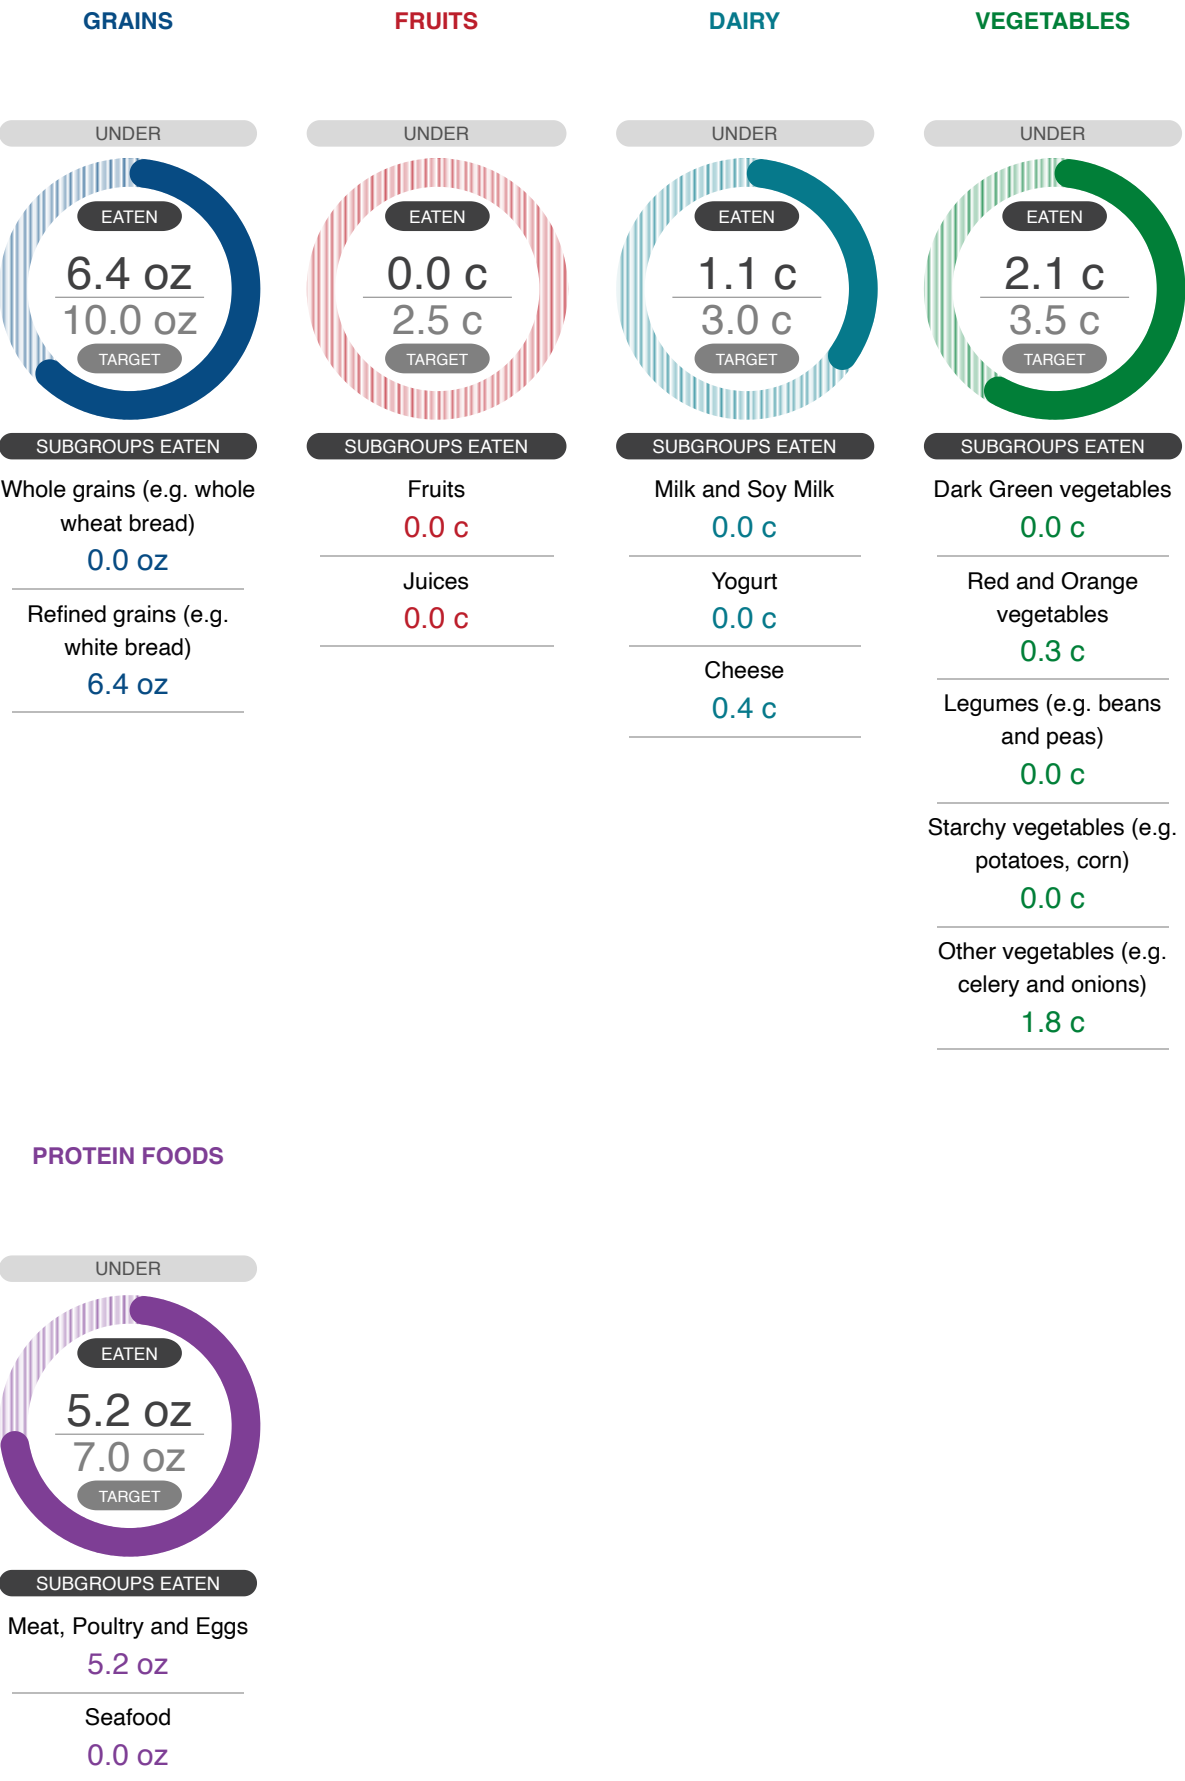 GRAINS
UNDER
EATEN
6.4 oz
10.0 oz
TARGET
SUBGROUPS EATEN
Whole grains (e.g. whole
wheat bread)
0.0 oz
Refined grains (e.g.
white bread)
6.4 oz
FRUITS
UNDER
EATEN
0.0 c
2.5 c
TARGET
SUBGROUPS EATEN
Fruits
0.0 c
Juices
0.0 c
DAIRY
UNDER
EATEN
1.1 c
3.0 c
TARGET
SUBGROUPS EATEN
Milk and Soy Milk
0.0 c
Yogurt
0.0 c
Cheese
0.4 c
VEGETABLES
UNDER
EATEN
2.1 c
3.5 c
TARGET
SUBGROUPS EATEN
Dark Green vegetables
0.0 c
Red and Orange
vegetables
0.3 c
Legumes (e.g. beans
and peas)
0.0 c
Starchy vegetables (e.g.
potatoes, corn)
0.0 c
Other vegetables (e.g.
celery and onions)
1.8 c
PROTEIN FOODS
UNDER
EATEN
5.2 oz
7.0 oz
TARGET
SUBGROUPS EATEN
Meat, Poultry and Eggs
5.2 oz
Seafood
0.0 oz